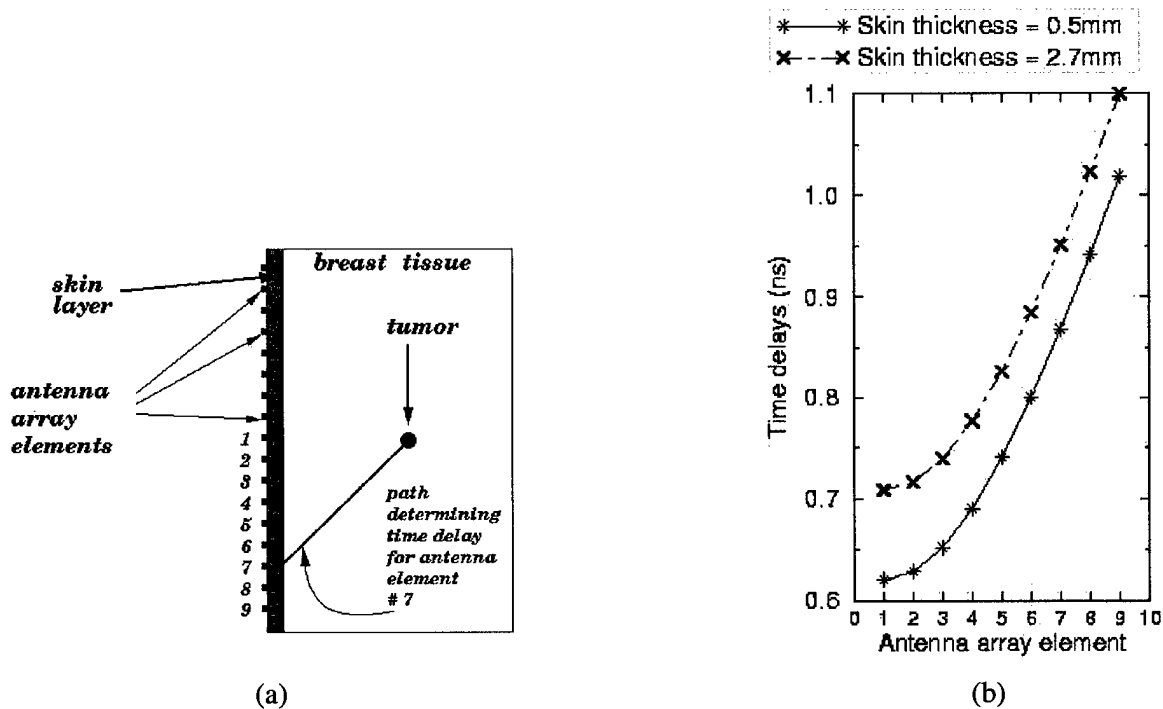 breast tissue
skin
layer
tumor
antenna
array
elements
1
2
3
4
5
6
7
8
9
path
determining
time delay
for antenna
element
# 7
(a)
Skin thickness = 0.5mm
Skin thickness = 2.7mm
Time delays (ns)
1.1
1.0
0.9
0.8
0.7
0.6
0 1 2 3 4 5 6 7 8 9 10
Antenna array element
(b)